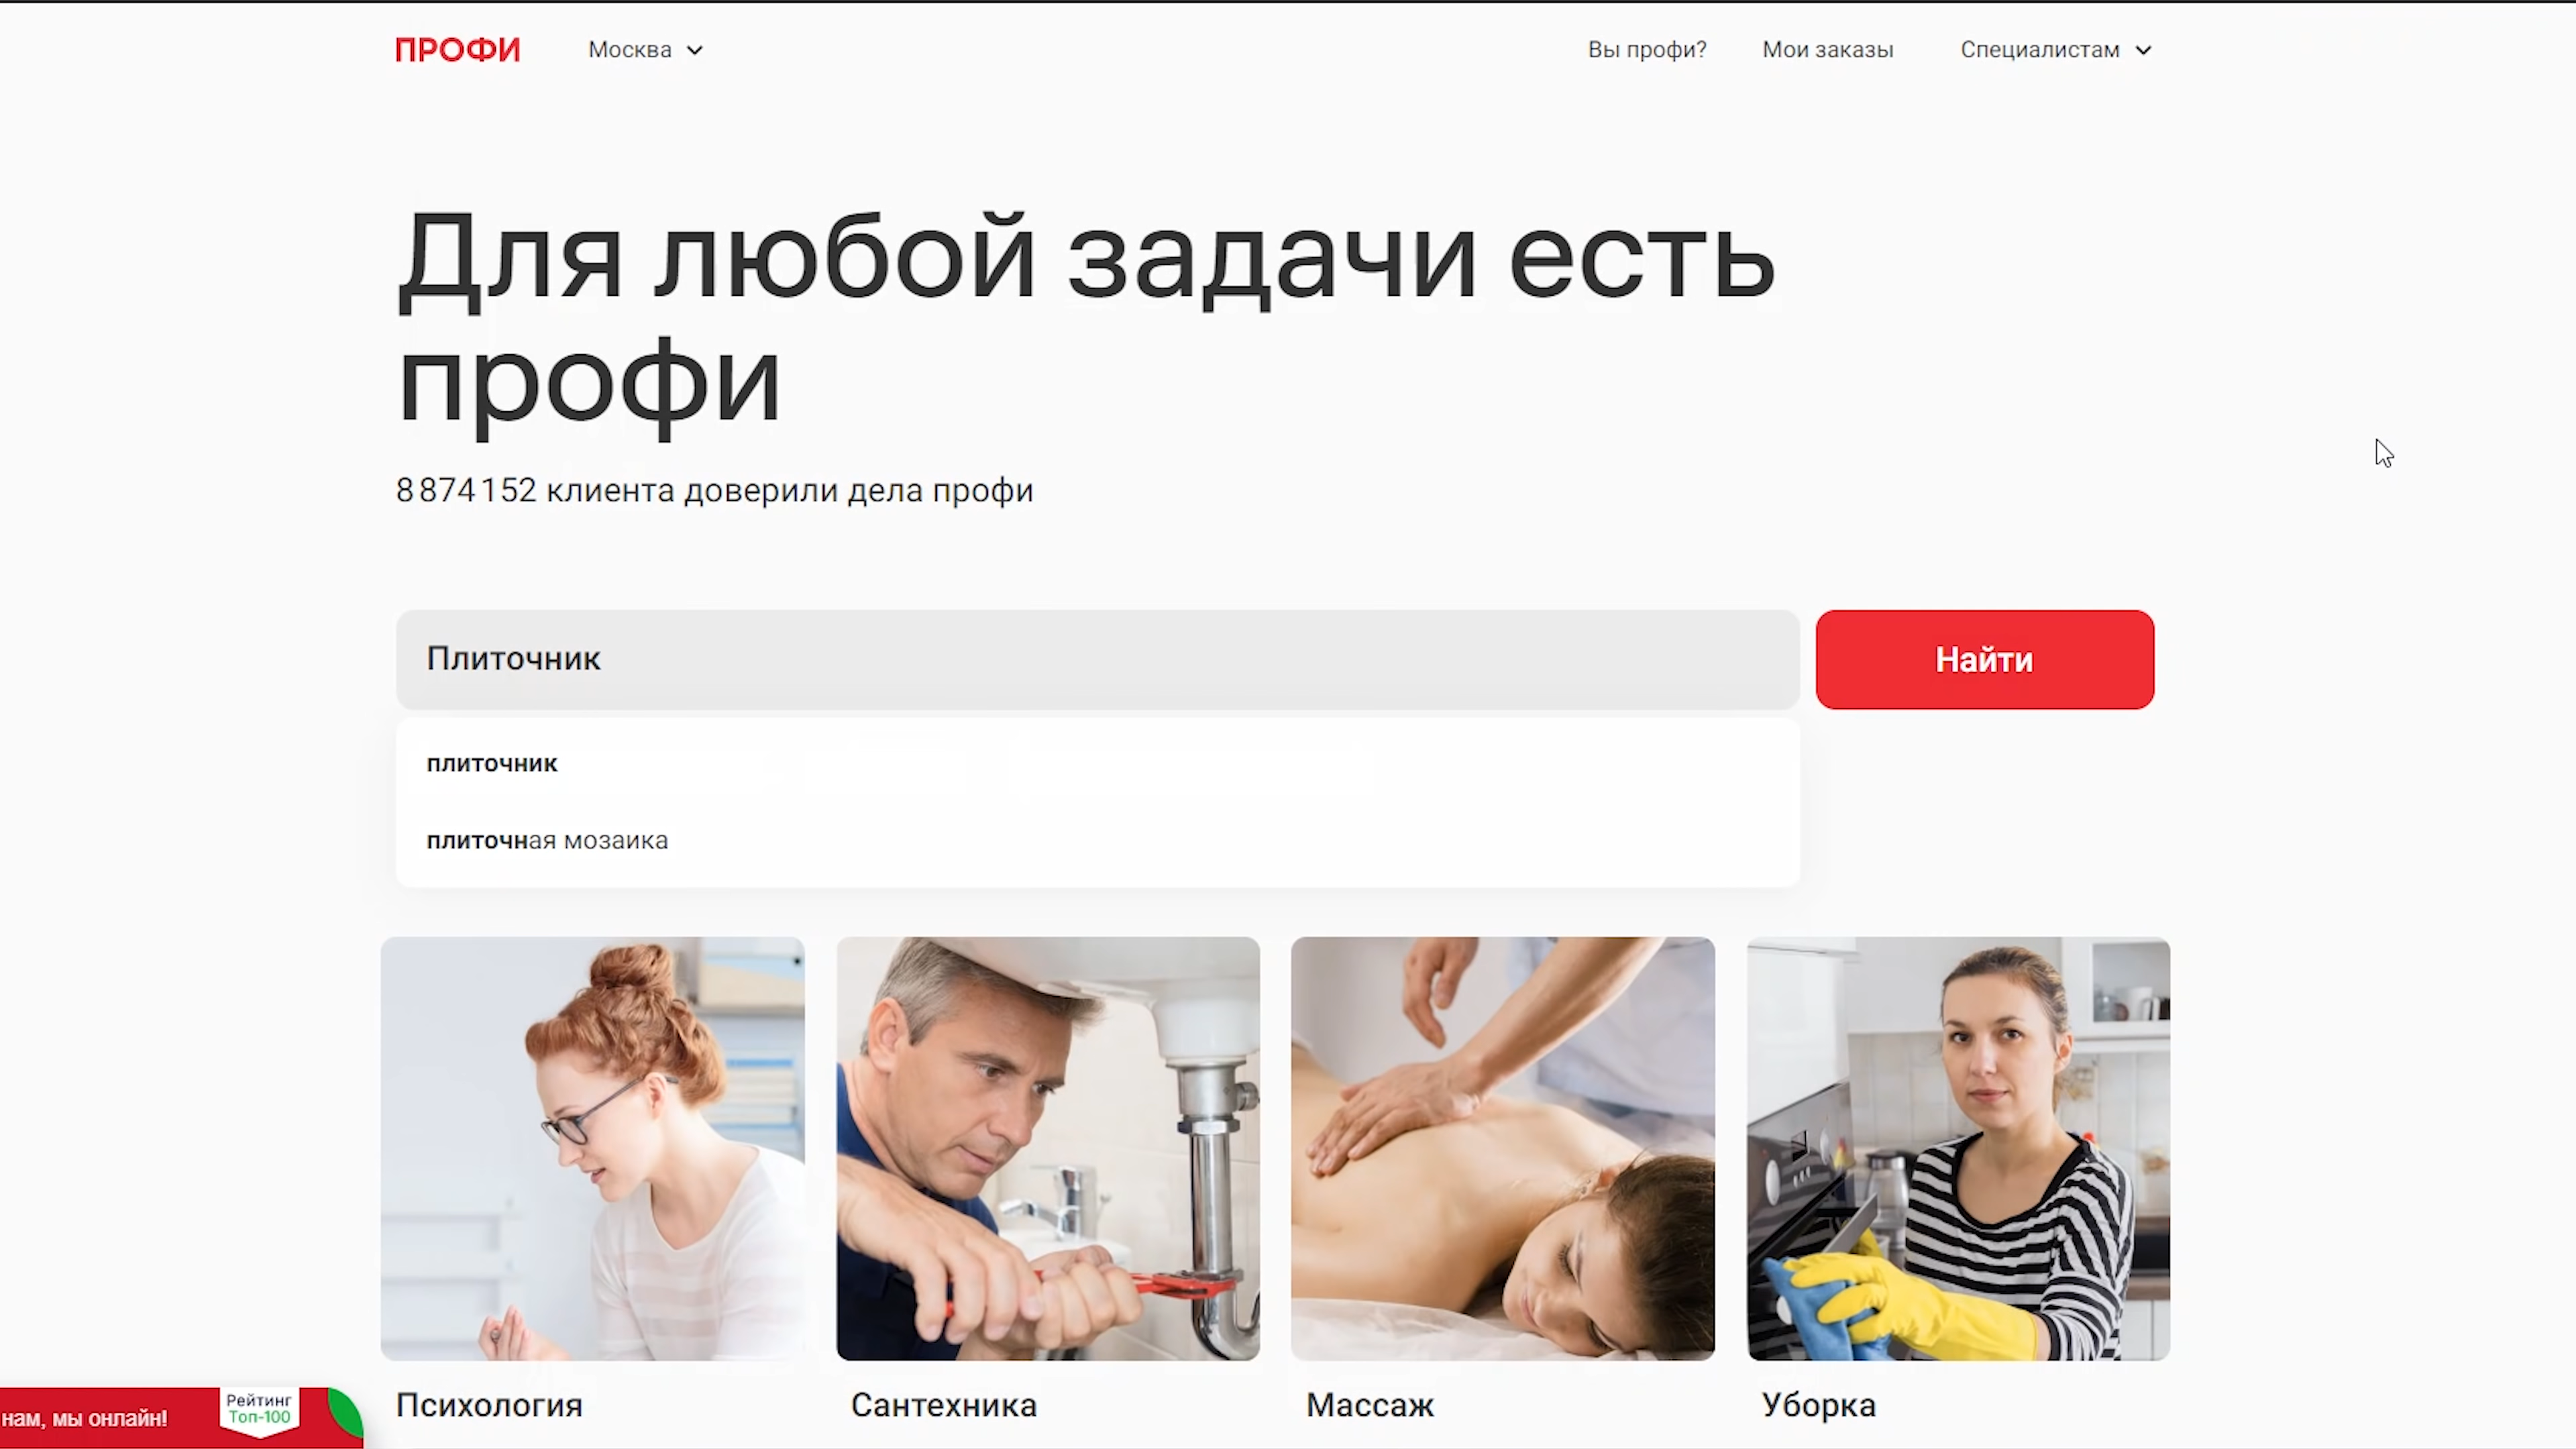 ПРОФИ
Москва
Вы профи?
Мои заказы
Специалистам
Для любой задачи есть
профи
8 874 152 клиента доверили дела профи
Плиточник
Найти
плиточник
плиточная мозаика
Психология
Сантехника
Массаж
Уборка
нам, мы онлайн!
Рейтинг
Топ-100